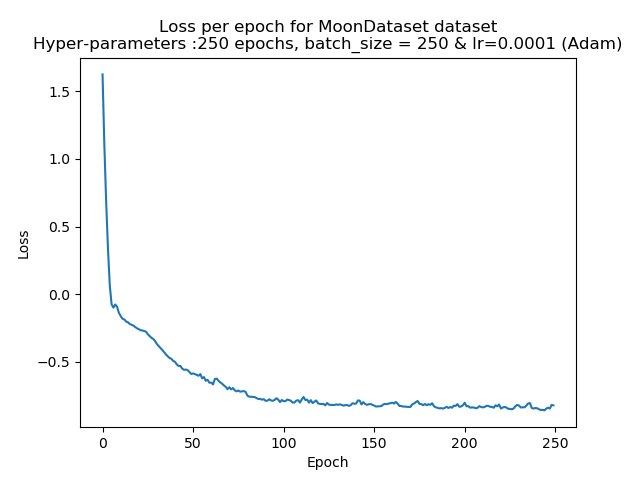 Loss per epoch for MoonDataset dataset
Hyper-parameters :250 epochs, batch_size = 250 & lr=0.0001 (Adam)
1.5
1.0
0.5
0.0
−0.5
Loss
0 50 100 150 200 250
Epoch